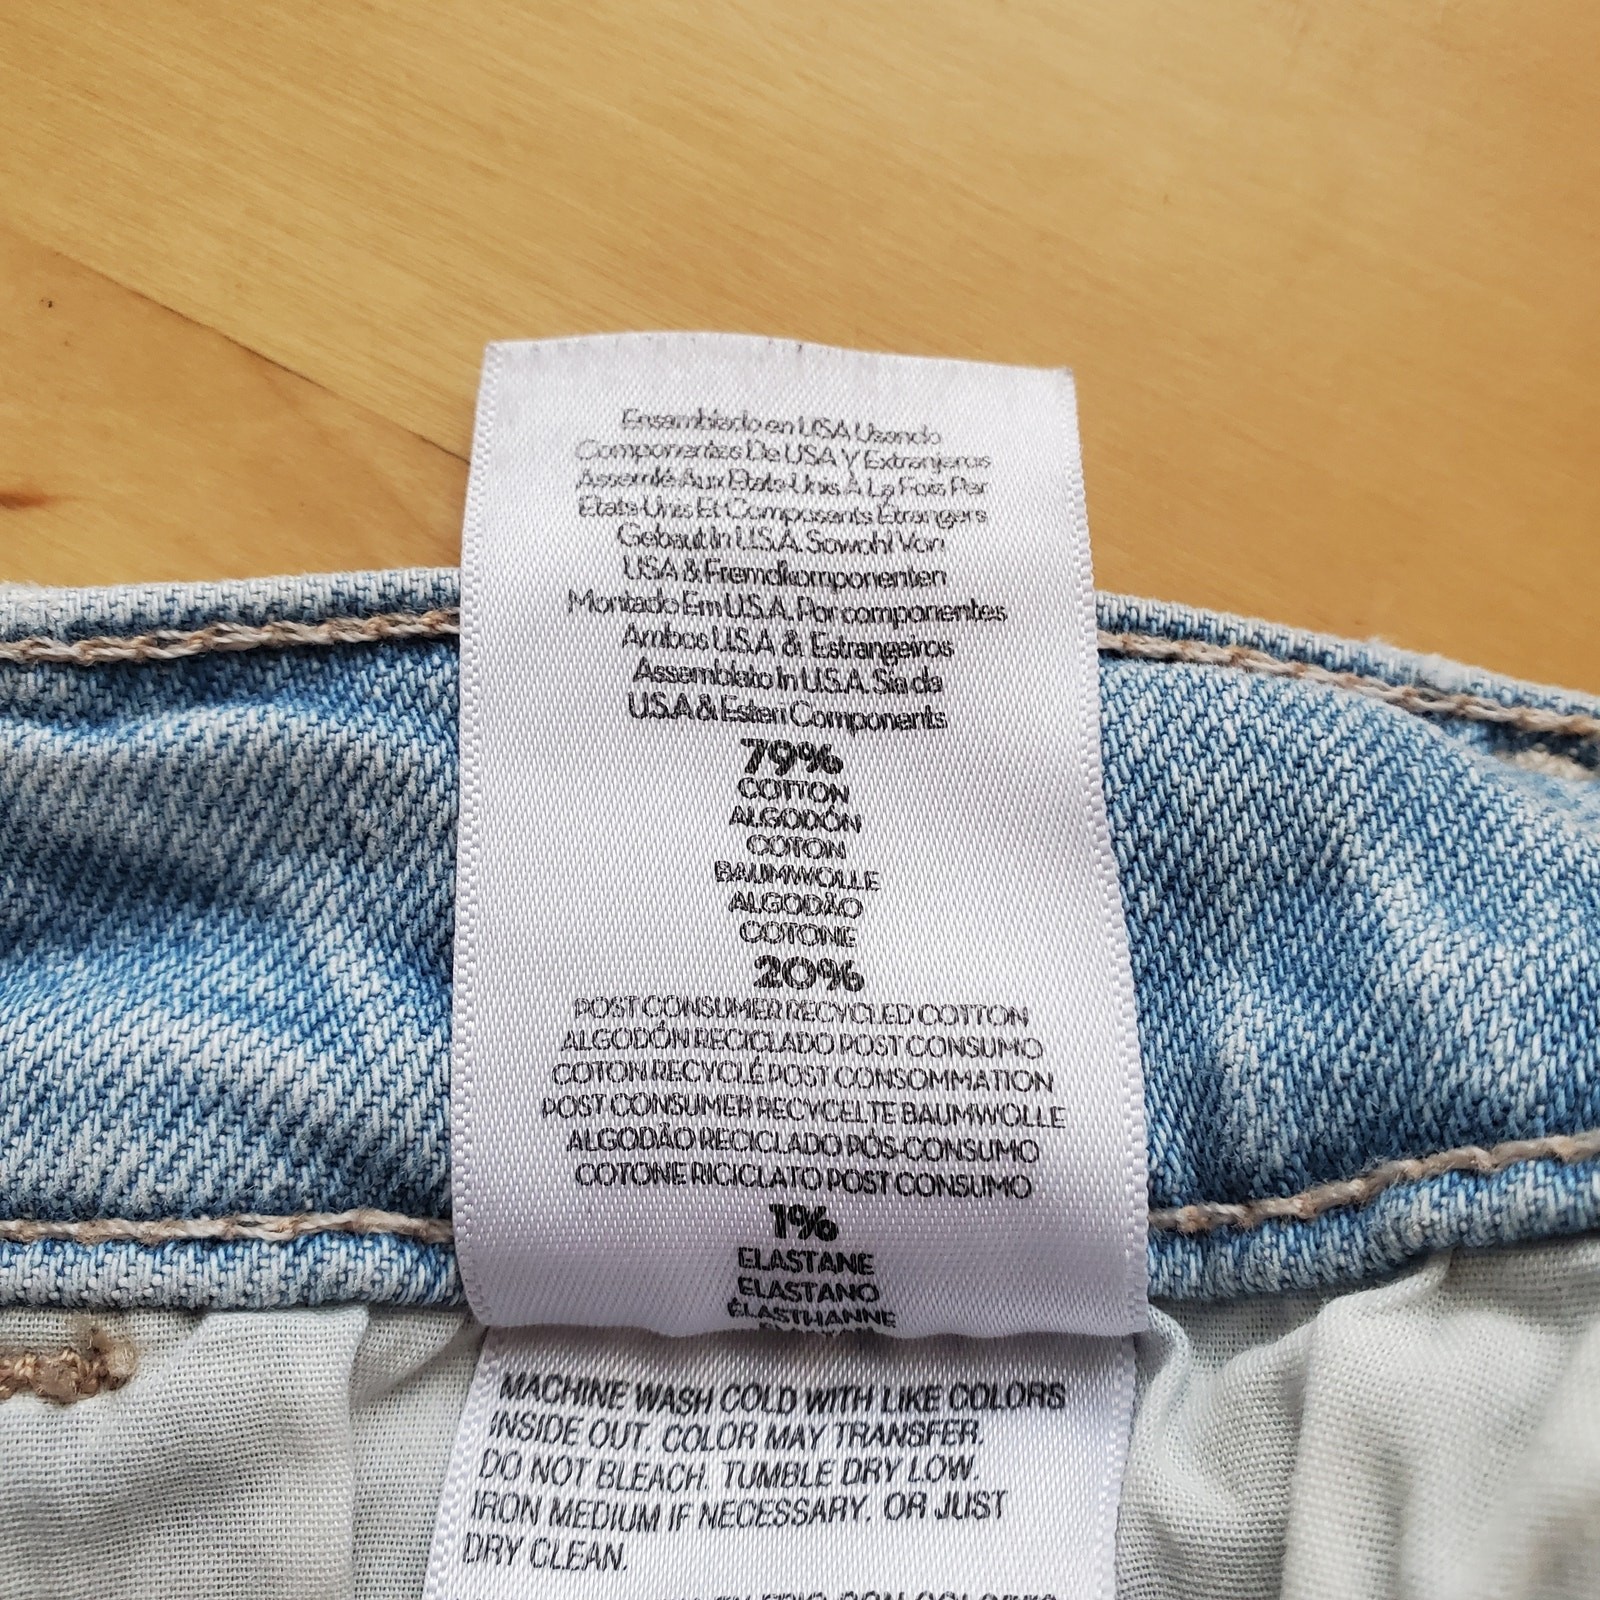 Ensamblado en USA Usando
Componentes De USA Y Extranjeros
Assemlé Aux Etats-Unis À La Fois Par
Etats-Unis Et Composants Étrangers
Gebaut In U.S.A. Sowohl Von
USA & Fremdkomponenten
Montado Em U.S.A. Por componentes
Ambos U.S.A & Estrangeiros
Assemblato In U.S.A. Sia da
U.S.A & Esteri Components
79%
COTTON
ALGODÓN
COTON
BAUMWOLLE
ALGODÃO
COTONE
20%
POST CONSUMER RECYCLED COTTON
ALGODÓN RECICLADO POST CONSUMO
COTON RECYCLÉ POST CONSOMMATION
POST CONSUMER RECYCELTE BAUMWOLLE
ALGODÃO RECICLADO PÓS-CONSUMO
COTONE RICICLATO POST CONSUMO
1%
ELASTANE
ELASTANO
ÉLASTHANNE
MACHINE WASH COLD WITH LIKE COLORS
INSIDE OUT. COLOR MAY TRANSFER.
DO NOT BLEACH. TUMBLE DRY LOW.
IRON MEDIUM IF NECESSARY. OR JUST
DRY CLEAN.